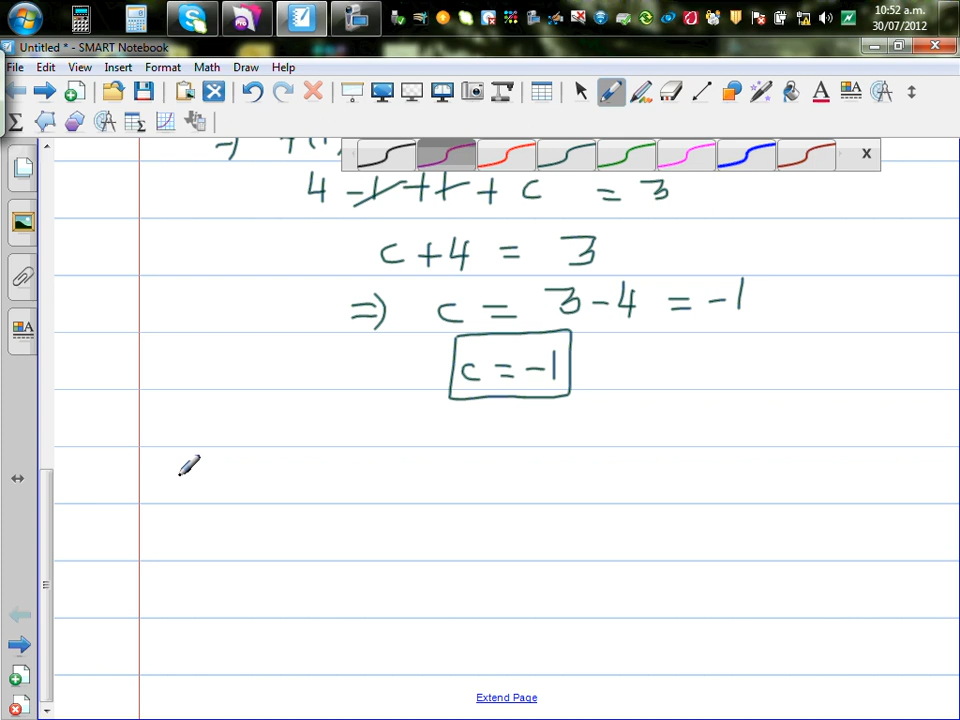 10:52 a.m.
30/07/2012
Untitled * - SMART Notebook
File Edit View Insert Format Math Draw Help
X
4 - 1 + 1 + c = 3
c + 4 = 3
⇒ c = 3 - 4 = -1
c = -1
Extend Page